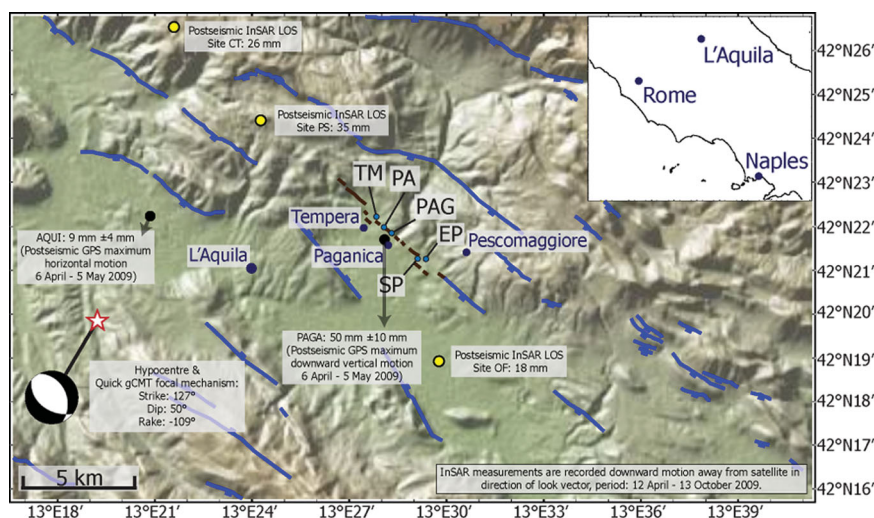 Postseismic InSAR LOS
Site CT: 26 mm
L'Aquila
Rome
Naples
42°N26'
42°N25'
42°N24'
42°N23'
42°N22'
42°N21'
42°N20'
42°N19'
42°N18'
42°N17'
42°N16'
Postseismic InSAR LOS
Site PS: 35 mm
TM
PA
PAG
EP
SP
Tempera
Paganica
Pescomaggiore
L'Aquila
AQUI: 9 mm ±4 mm
(Postseismic GPS maximum
horizontal motion
6 April - 5 May 2009)
PAGA: 50 mm ±10 mm
(Postseismic GPS maximum
downward vertical motion
6 April - 5 May 2009)
Postseismic InSAR LOS
Site OF: 18 mm
Hypocentre &
Quick gCMT focal mechanism:
Strike: 127°
Dip: 50°
Rake: -109°
5 km
InSAR measurements are recorded downward motion away from satellite in
direction of look vector, period: 12 April - 13 October 2009.
13°E18'
13°E21'
13°E24'
13°E27'
13°E30'
13°E33'
13°E36'
13°E39'